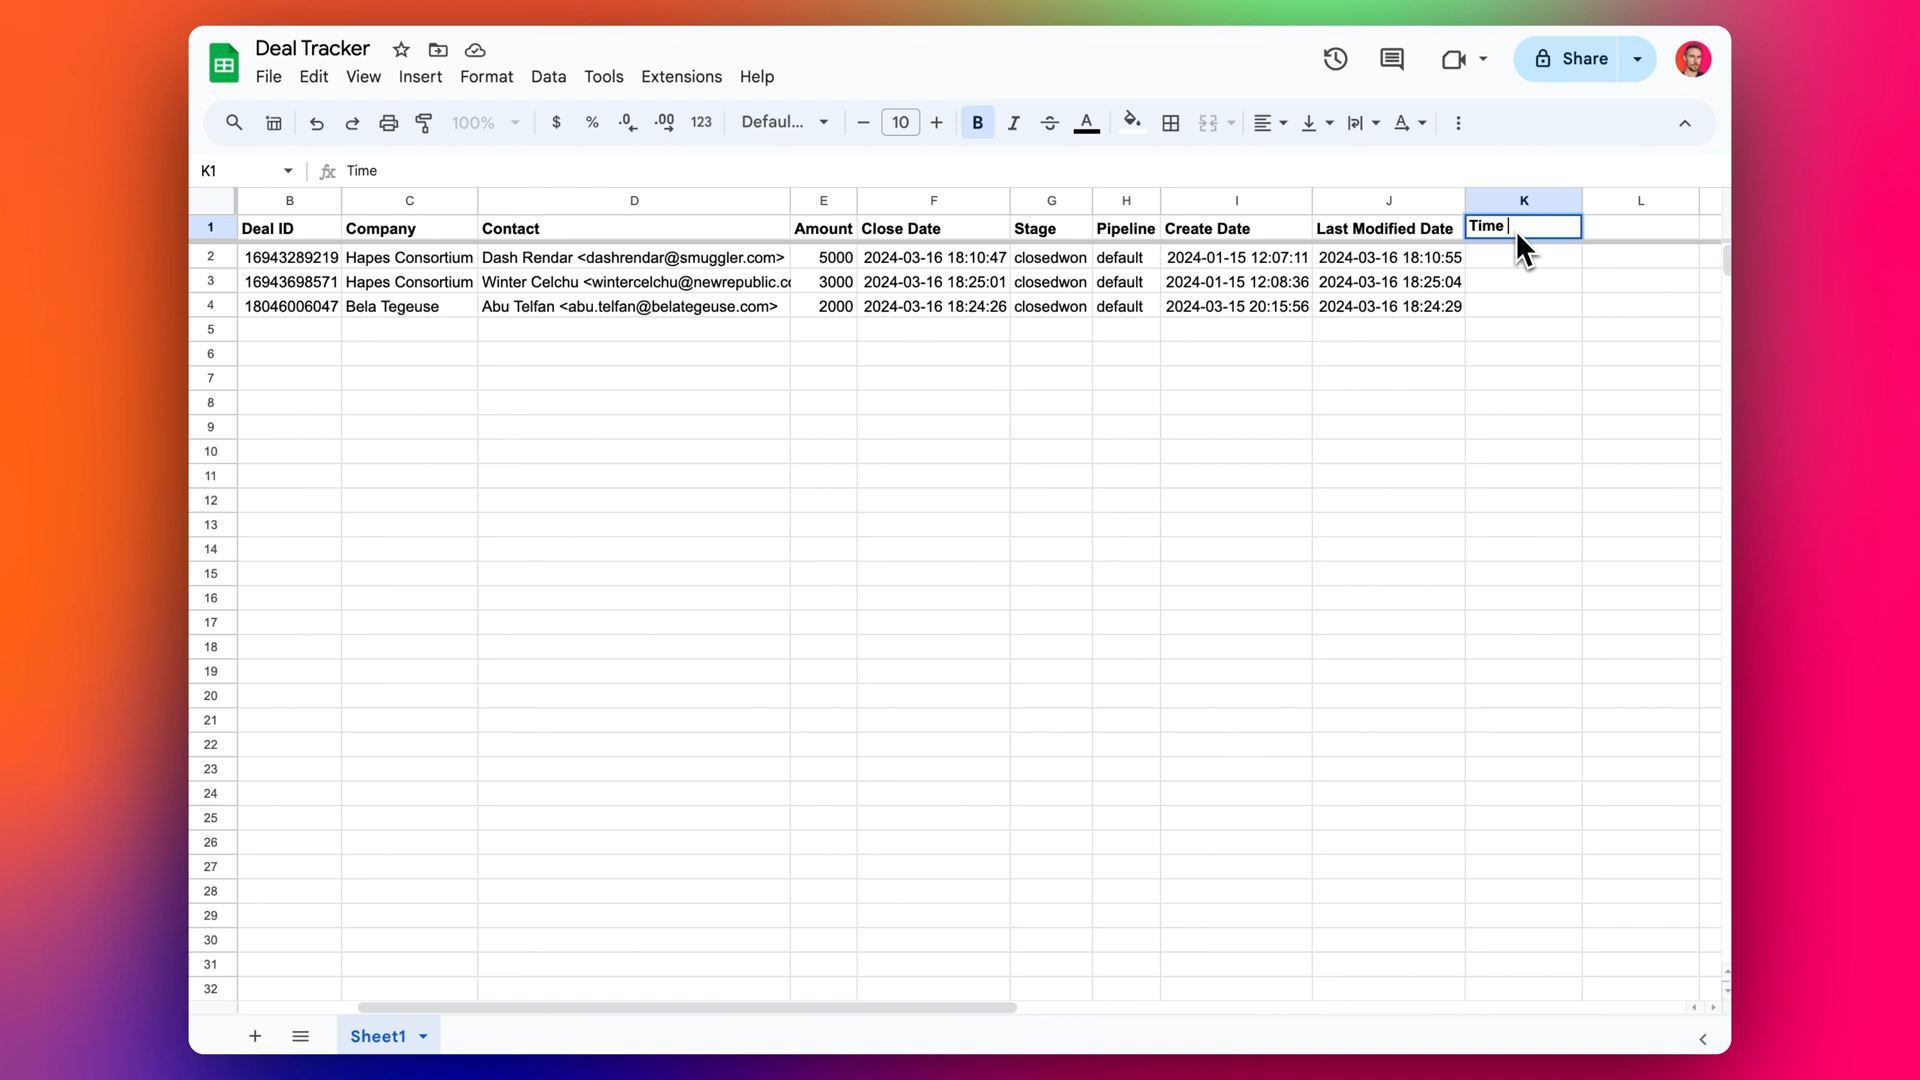 Deal Tracker
File Edit View Insert Format Data Tools Extensions Help
Share
100% $ % .0 .00 123 Defaul... − 10 + B I S A
K1 fx Time
B C D E F G H I J K L
1 Deal ID Company Contact Amount Close Date Stage Pipeline Create Date Last Modified Date Time
2 16943289219 Hapes Consortium Dash Rendar <dashrendar@smuggler.com> 5000 2024-03-16 18:10:47 closedwon default 2024-01-15 12:07:11 2024-03-16 18:10:55
3 16943698571 Hapes Consortium Winter Celchu <wintercelchu@newrepublic.co 3000 2024-03-16 18:25:01 closedwon default 2024-01-15 12:08:36 2024-03-16 18:25:04
4 18046006047 Bela Tegeuse Abu Telfan <abu.telfan@belategeuse.com> 2000 2024-03-16 18:24:26 closedwon default 2024-03-15 20:15:56 2024-03-16 18:24:29
5
6
7
8
9
10
11
12
13
14
15
16
17
18
19
20
21
22
23
24
25
26
27
28
29
30
31
32
Sheet1